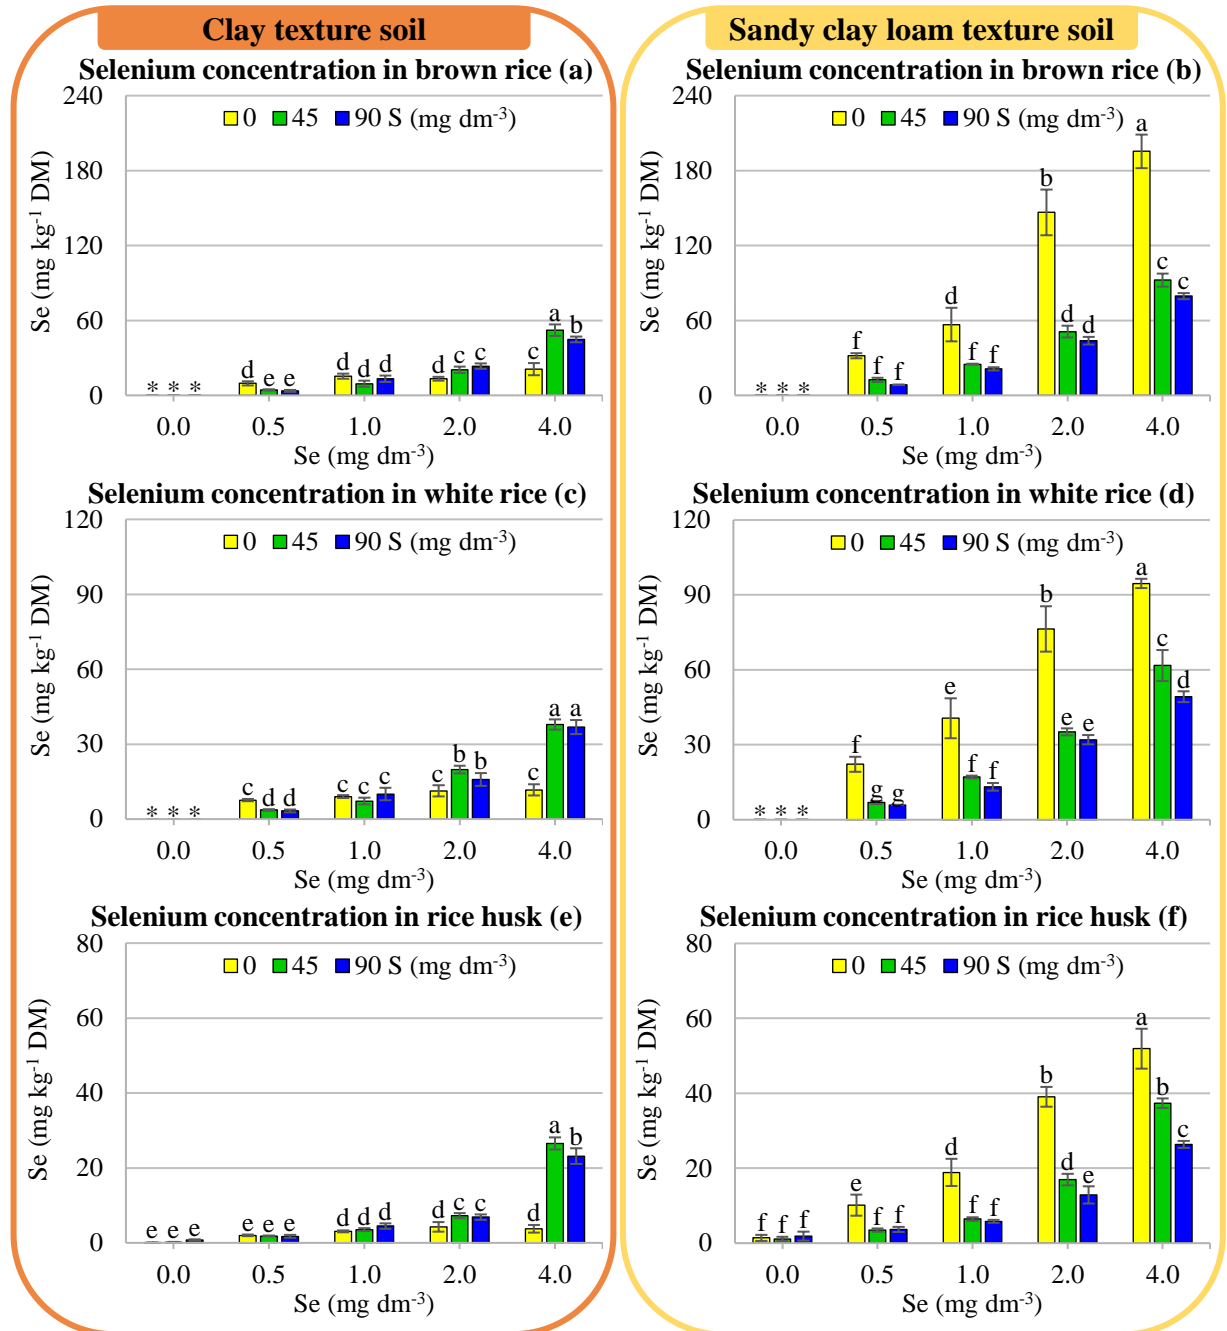 Clay texture soil
Selenium concentration in brown rice (a)
240
180
120
60
0
Se (mg kg⁻¹ DM)
0 45 90 S (mg dm⁻³)
* * * d e e d d d d c c c a b
0.0 0.5 1.0 2.0 4.0
Se (mg dm⁻³)
Selenium concentration in white rice (c)
120
90
60
30
0
Se (mg kg⁻¹ DM)
0 45 90 S (mg dm⁻³)
* * * c d d c c c c b b c a a
0.0 0.5 1.0 2.0 4.0
Se (mg dm⁻³)
Selenium concentration in rice husk (e)
80
60
40
20
0
Se (mg kg⁻¹ DM)
0 45 90 S (mg dm⁻³)
e e e e e e d d d d c c d a b
0.0 0.5 1.0 2.0 4.0
Se (mg dm⁻³)
Sandy clay loam texture soil
Selenium concentration in brown rice (b)
240
180
120
60
0
Se (mg kg⁻¹ DM)
0 45 90 S (mg dm⁻³)
* * * f f f d f f b d d a c c
0.0 0.5 1.0 2.0 4.0
Se (mg dm⁻³)
Selenium concentration in white rice (d)
120
90
60
30
0
Se (mg kg⁻¹ DM)
0 45 90 S (mg dm⁻³)
* * * f g g e f f b e e a c d
0.0 0.5 1.0 2.0 4.0
Se (mg dm⁻³)
Selenium concentration in rice husk (f)
80
60
40
20
0
Se (mg kg⁻¹ DM)
0 45 90 S (mg dm⁻³)
f f f e f f d f f b d e a b c
0.0 0.5 1.0 2.0 4.0
Se (mg dm⁻³)